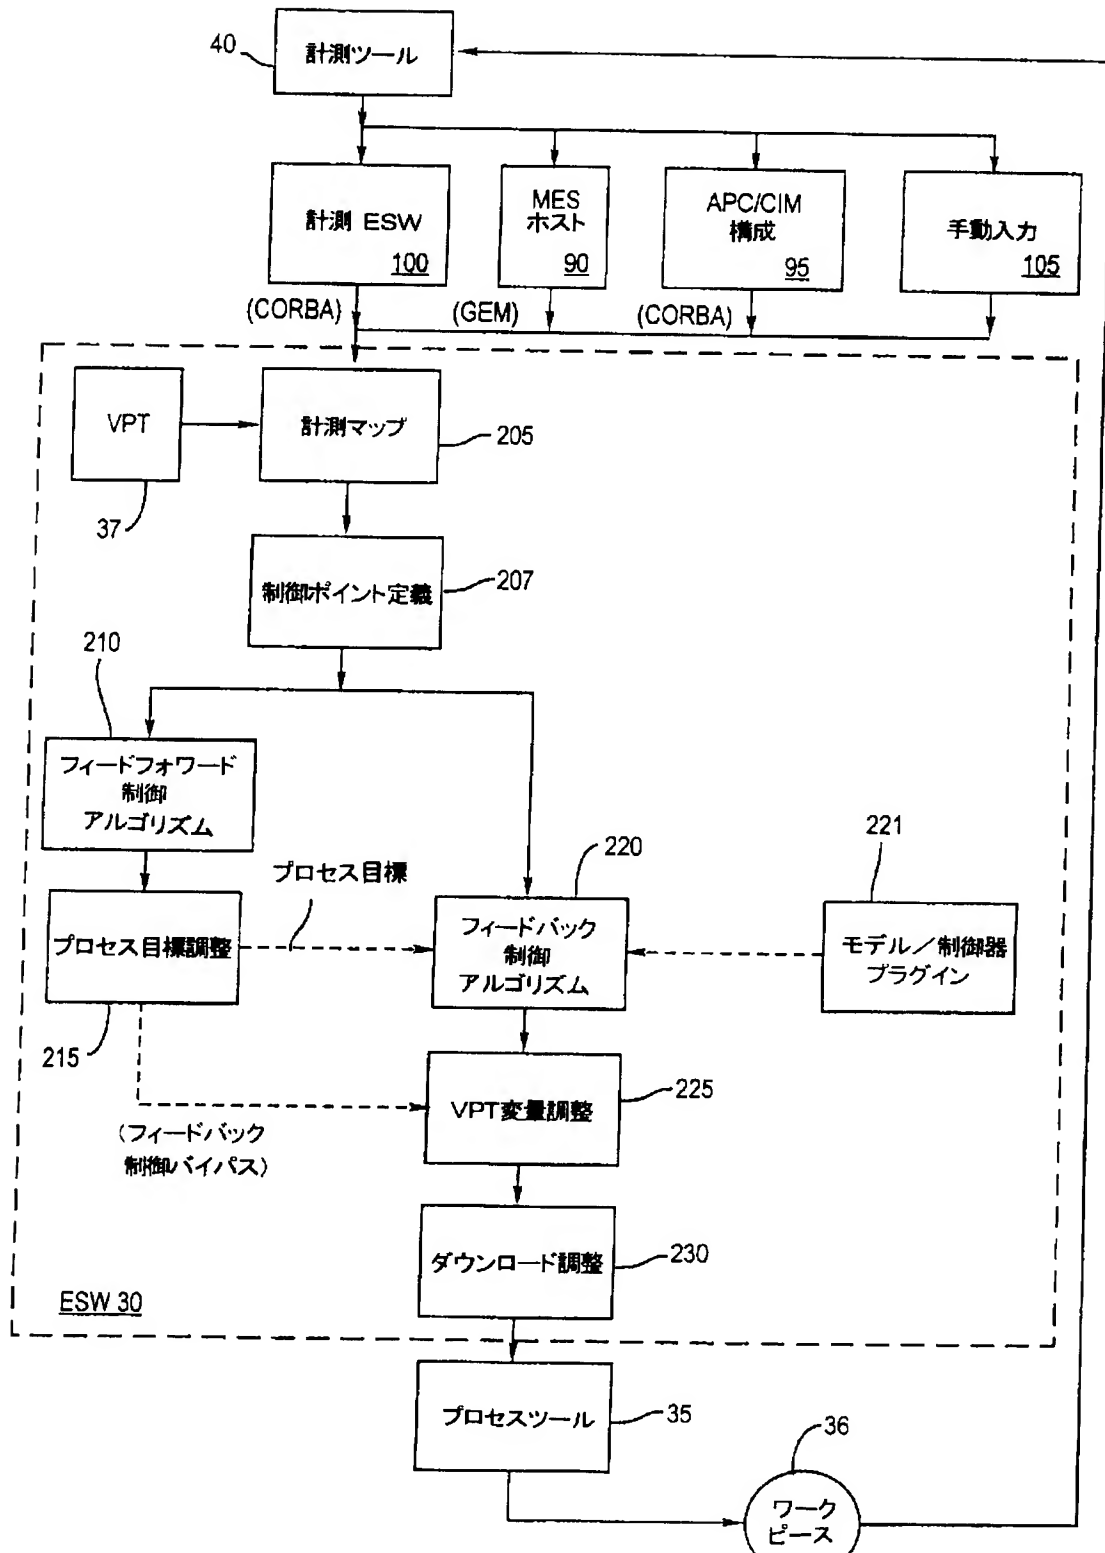 40
計測ツール
計測 ESW
100
MES
ホスト
90
APC/CIM
構成
95
手動入力
105
(CORBA)
(GEM)
(CORBA)
VPT
37
計測マップ
205
制御ポイント定義
207
210
フィードフォワード
制御
アルゴリズム
プロセス目標
220
221
プロセス目標調整
215
フィードバック
制御
アルゴリズム
モデル/制御器
プラグイン
VPT変量調整
225
(フィードバック
制御バイパス)
ダウンロード調整
230
ESW 30
プロセスツール
35
36
ワーク
ピース